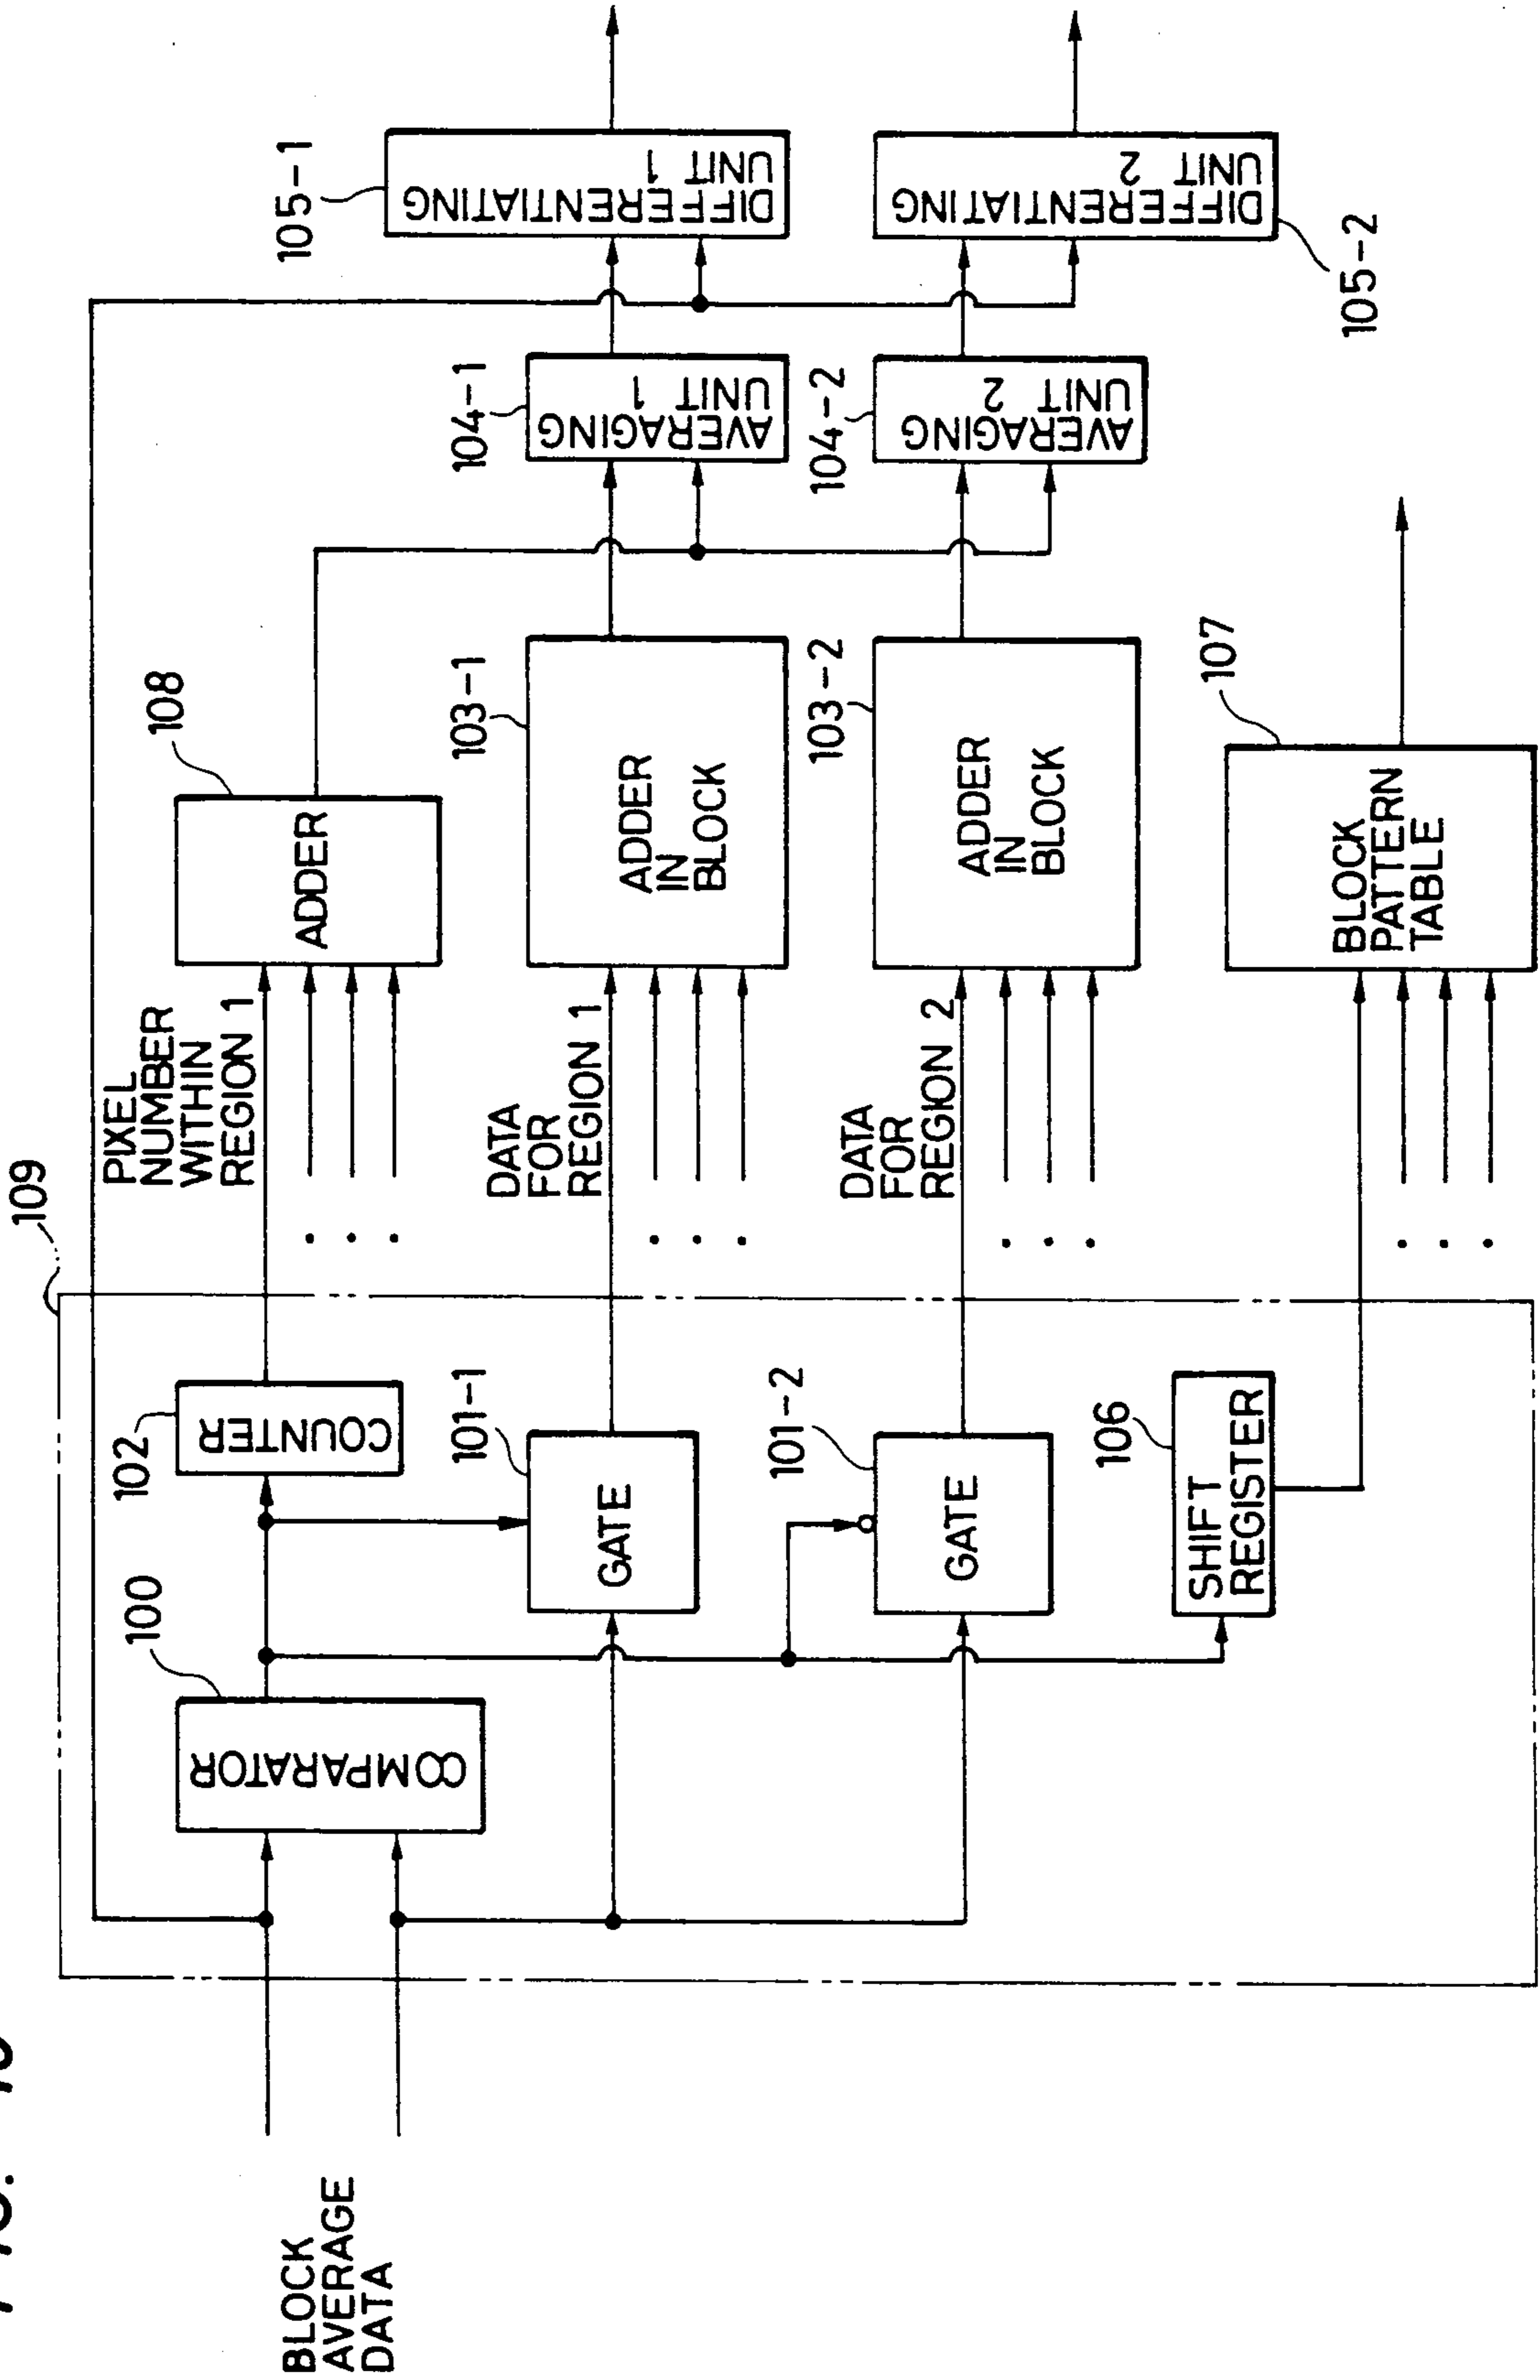 BLOCK
AVERAGE
DATA
109
100
COMPARATOR
102
COUNTER
101-1
GATE
101-2
GATE
106
SHIFT
REGISTER
PIXEL
NUMBER
WITHIN
REGION 1
DATA
FOR
REGION 1
DATA
FOR
REGION 2
108
ADDER
103-1
ADDER
IN
BLOCK
103-2
ADDER
IN
BLOCK
107
BLOCK
PATTERN
TABLE
104-1
AVERAGING
UNIT 1
104-2
AVERAGING
UNIT 2
105-1
DIFFERENTIATING
UNIT 1
105-2
DIFFERENTIATING
UNIT 2